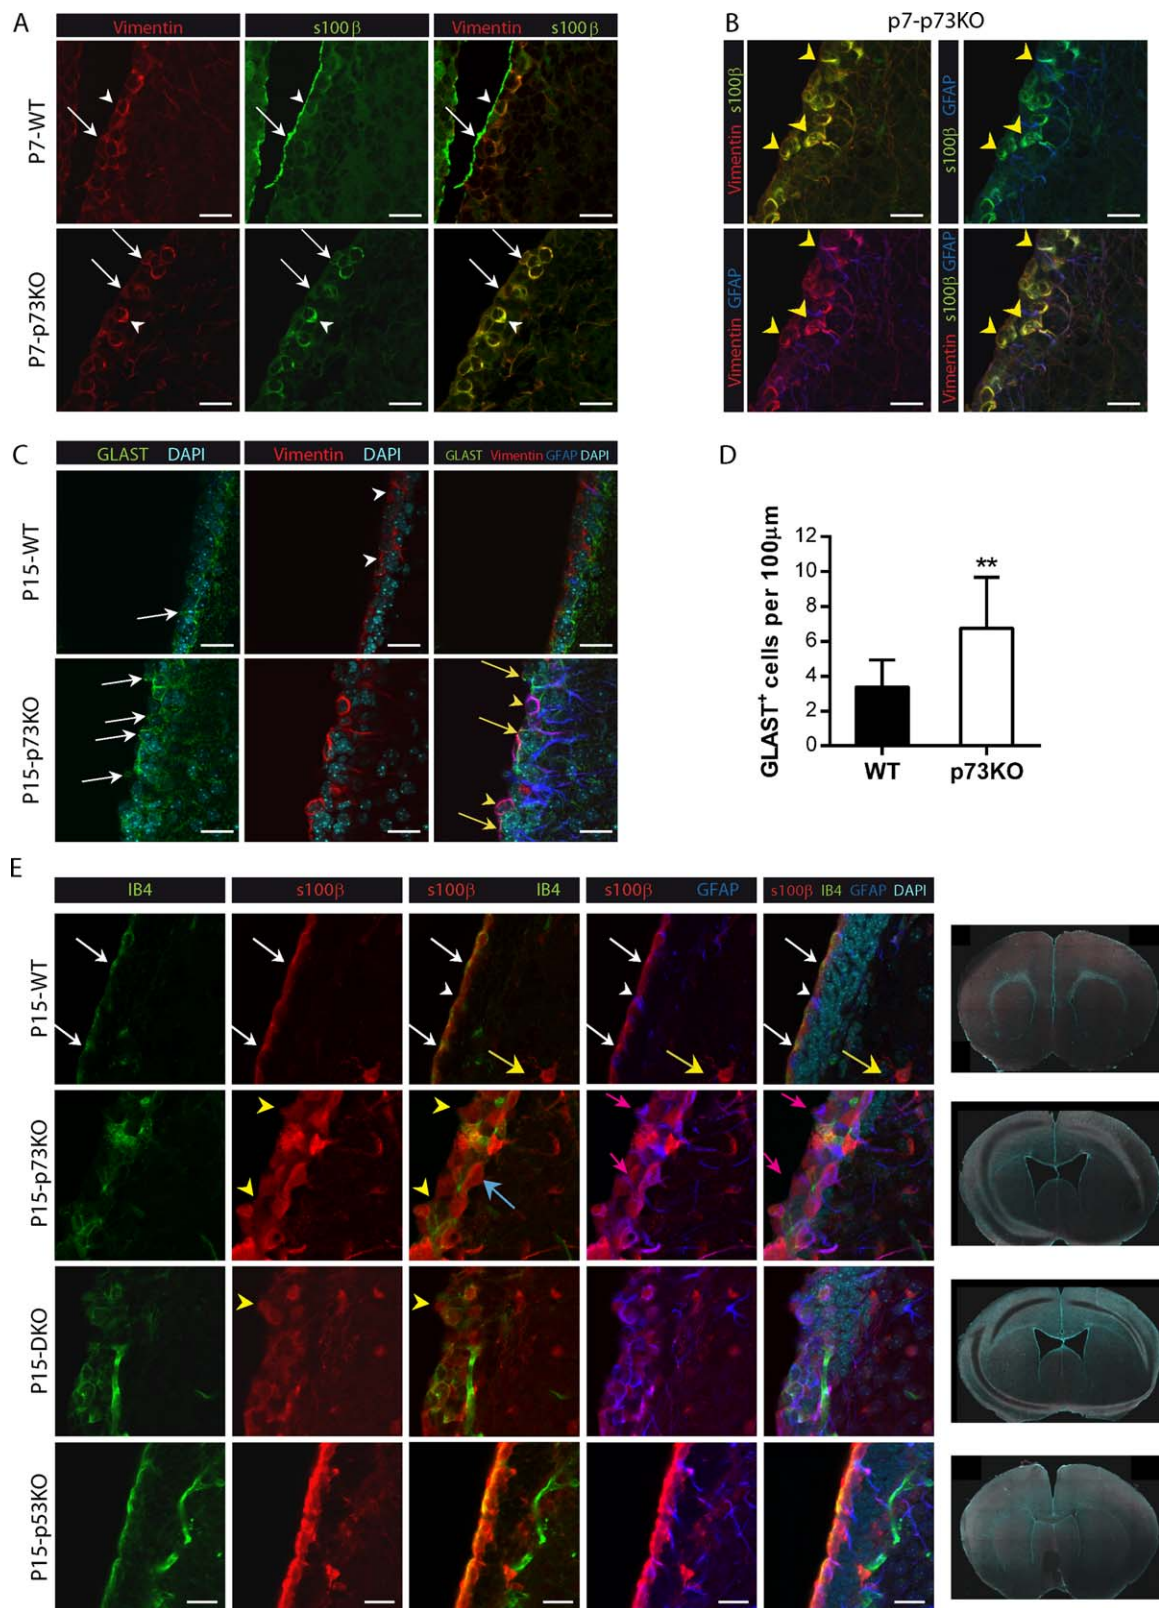 A
Vimentin s100β Vimentin s100β
P7-WT
P7-p73KO
B
p7-p73KO
Vimentin s100β
s100β GFAP
Vimentin GFAP
Vimentin s100β GFAP
C
GLAST DAPI Vimentin DAPI GLAST Vimentin GFAP DAPI
P15-WT
P15-p73KO
D
GLAST⁺ cells per 100µm
12
10
8
6
4
2
0
**
WT p73KO
E
IB4 s100β s100β IB4 s100β GFAP s100β IB4 GFAP DAPI
P15-WT
P15-p73KO
P15-DKO
P15-p53KO